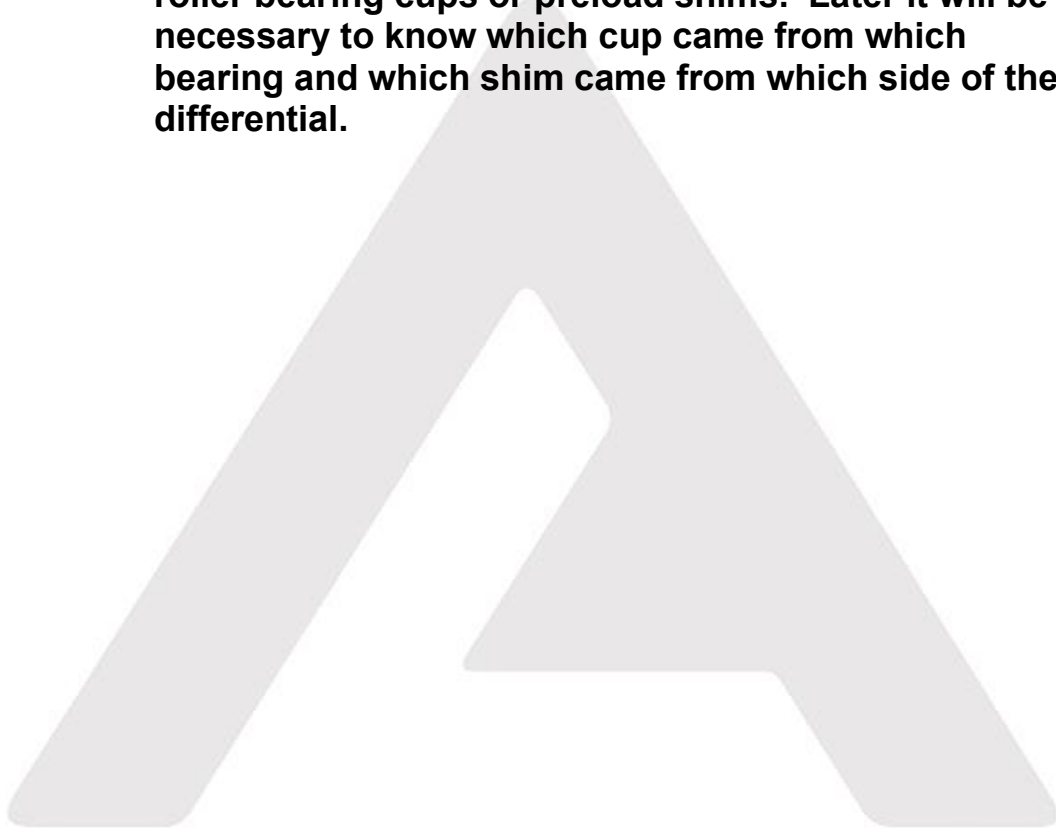 roller bearing cups or preload shims.  Later it will be
necessary to know which cup came from which
bearing and which shim came from which side of the
differential.